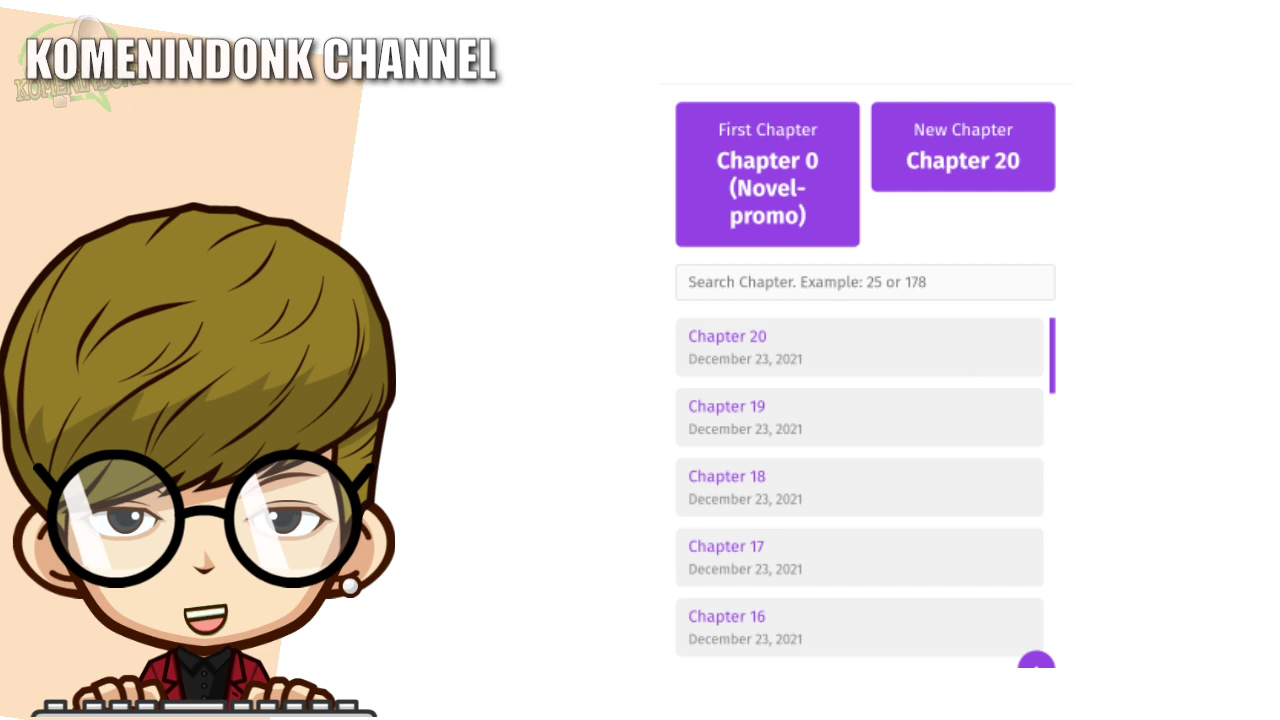 KOMENINDONK CHANNEL
KOMENINDONK
First Chapter
Chapter 0
(Novel-
promo)
New Chapter
Chapter 20
Search Chapter. Example: 25 or 178
Chapter 20
December 23, 2021
Chapter 19
December 23, 2021
Chapter 18
December 23, 2021
Chapter 17
December 23, 2021
Chapter 16
December 23, 2021